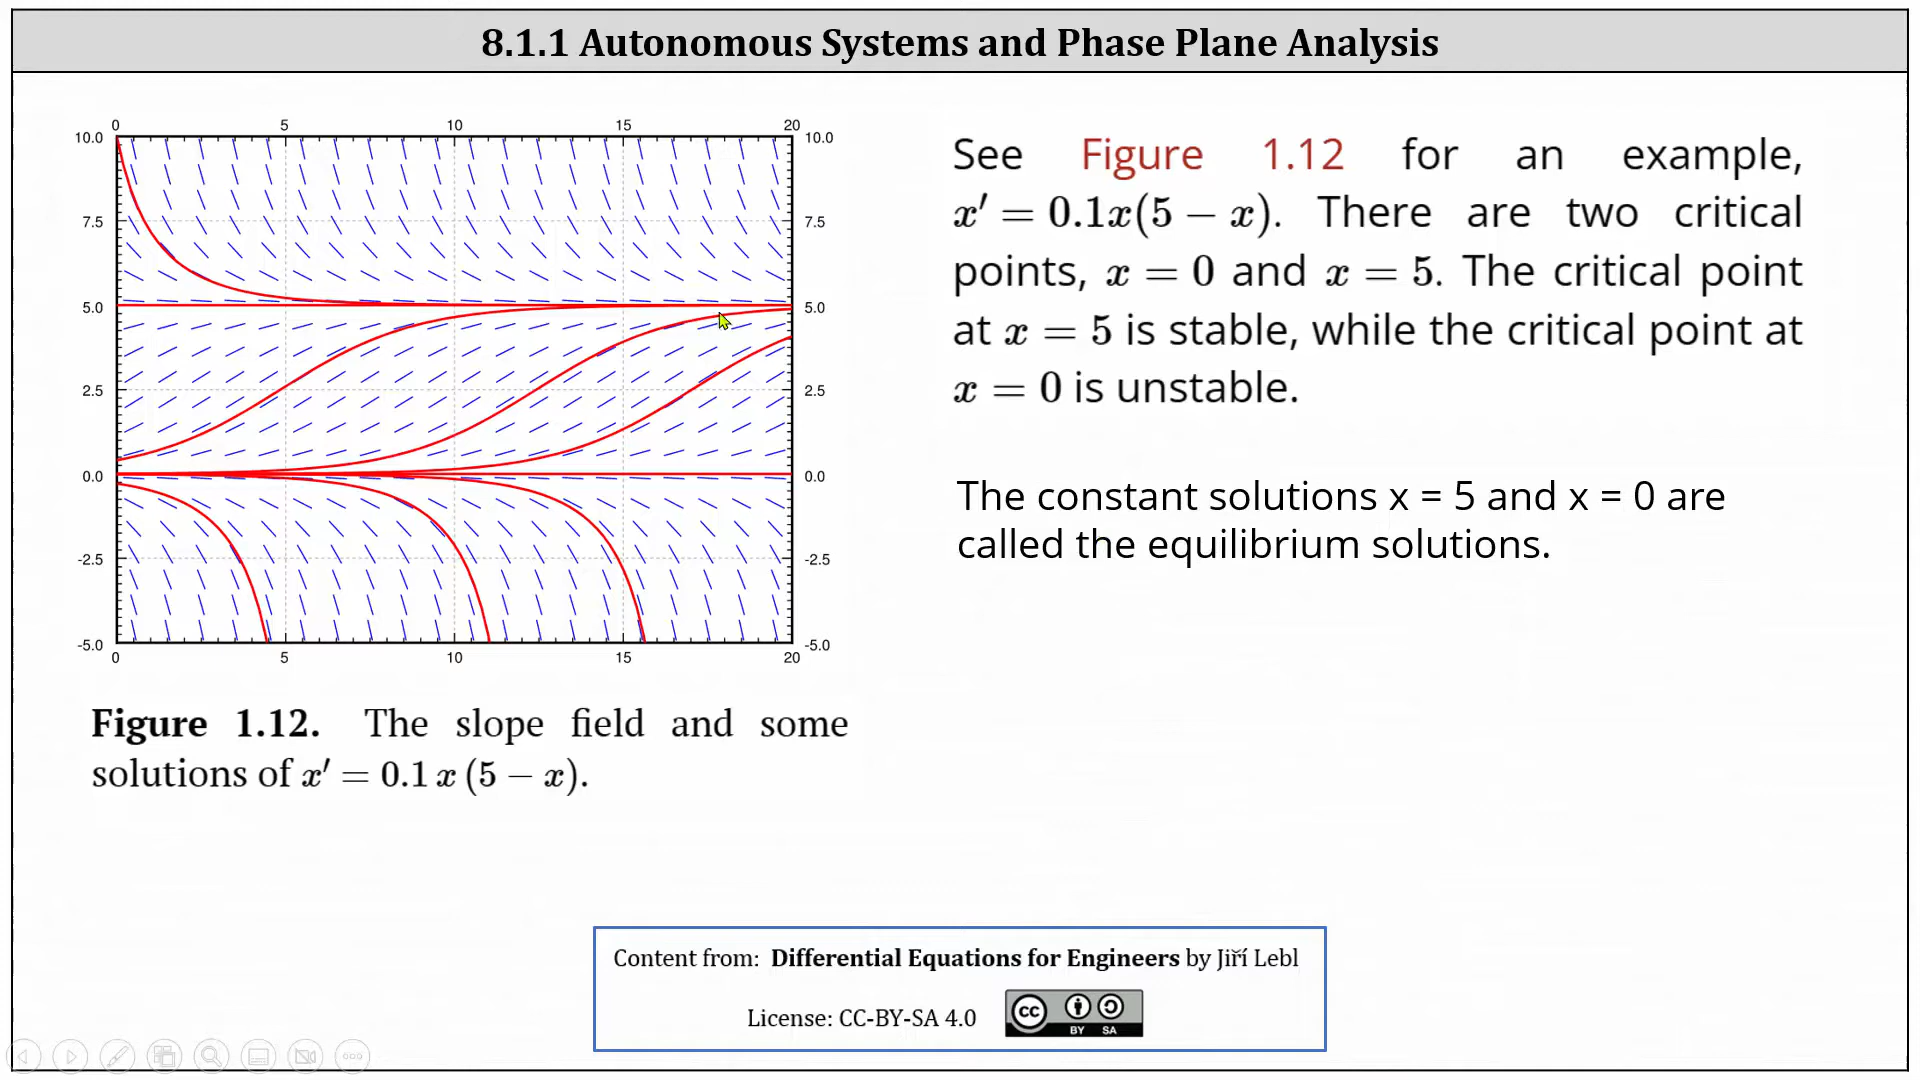 8.1.1 Autonomous Systems and Phase Plane Analysis
0 5 10 15 20
10.0 10.0
7.5 7.5
5.0 5.0
2.5 2.5
0.0 0.0
-2.5 -2.5
-5.0 -5.0
0 5 10 15 20
Figure 1.12. The slope field and some
solutions of x′ = 0.1 x (5 − x).
See Figure 1.12 for an example,
x′ = 0.1x(5 − x). There are two critical
points, x = 0 and x = 5. The critical point
at x = 5 is stable, while the critical point at
x = 0 is unstable.
The constant solutions x = 5 and x = 0 are
called the equilibrium solutions.
Content from: Differential Equations for Engineers by Jiří Lebl
License: CC-BY-SA 4.0
cc BY SA